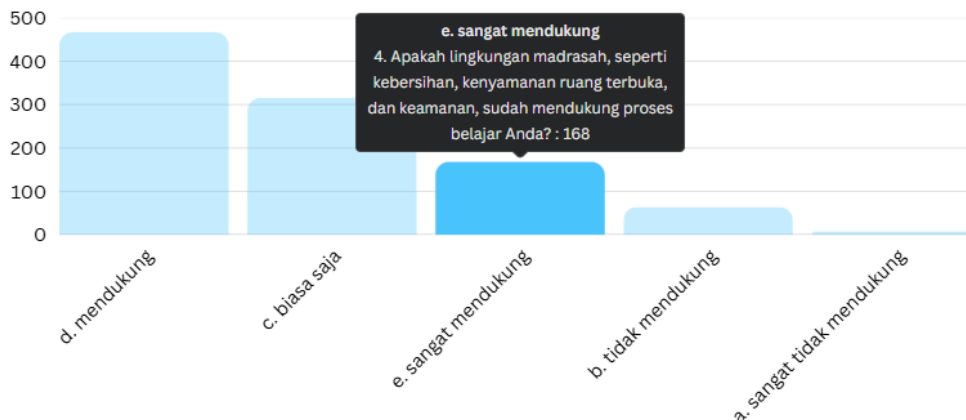 500
400
300
200
100
0
e. sangat mendukung
4. Apakah lingkungan madrasah, seperti
kebersihan, kenyamanan ruang terbuka,
dan keamanan, sudah mendukung proses
belajar Anda? : 168
d. mendukung
c. biasa saja
e. sangat mendukung
b. tidak mendukung
a. sangat tidak mendukung